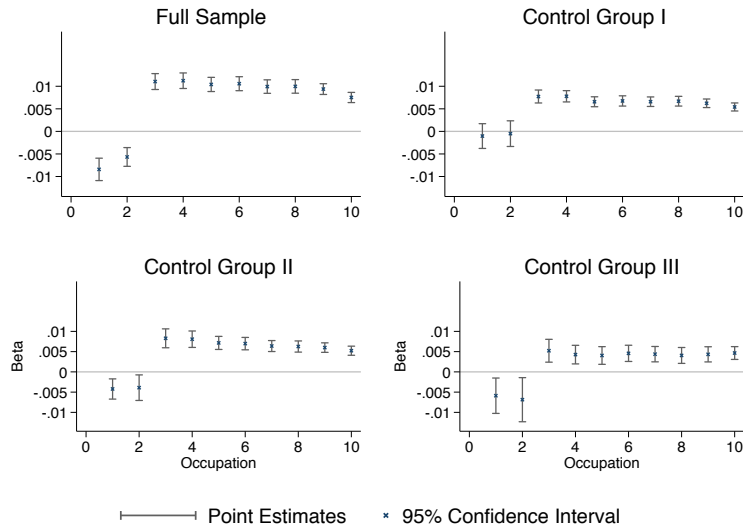 Full Sample
.01
.005
0
-.005
-.01
0 2 4 6 8 10
Control Group I
.01
.005
0
-.005
-.01
0 2 4 6 8 10
Control Group II
Beta
.01
.005
0
-.005
-.01
0 2 4 6 8 10
Occupation
Control Group III
Beta
.01
.005
0
-.005
-.01
0 2 4 6 8 10
Occupation
Point Estimates 95% Confidence Interval